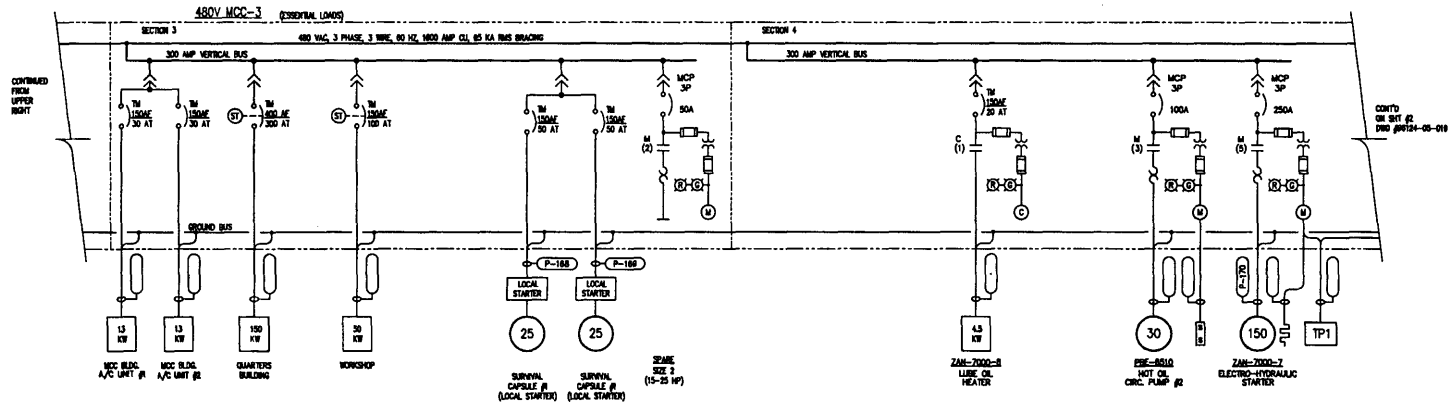 480V MCC-3 (ESSENTIAL LOADS)
SECTION 3
SECTION 4
480 VAC, 3 PHASE, 3 WIRE, 60 HZ, 1600 AMP CU, 65 KA RMS BRACING
300 AMP VERTICAL BUS
300 AMP VERTICAL BUS
CONTINUED
FROM
UPPER
RIGHT
TM
150AF
30 AT
TM
150AF
30 AT
ST
TM
400 AF
300 AT
ST
TM
150AF
100 AT
TM
150AF
50 AT
TM
150AF
50 AT
MCP
3P
50A
M
(2)
R
G
M
TM
150AF
20 AT
C
(1)
R
G
C
MCP
3P
100A
M
(3)
R
G
M
MCP
3P
250A
M
(5)
R
G
M
CONT'D
ON SHT #2
GROUND BUS
P-168
P-169
P-170
LOCAL
STARTER
LOCAL
STARTER
13
KW
13
KW
150
KW
30
KW
25
25
4.5
KW
30
150
TP1
MCC BLDG.
A/C UNIT #1
MCC BLDG.
A/C UNIT #2
QUARTERS
BUILDING
WORKSHOP
SURVIVAL
CAPSULE #1
(LOCAL STARTER)
SURVIVAL
CAPSULE #1
(LOCAL STARTER)
SPARE
SIZE 2
(15-25 HP)
LUBE OIL
HEATER
HOT OIL
CIRC. PUMP #2
ZAN-7000-7
ELECTRO-HYDRAULIC
STARTER